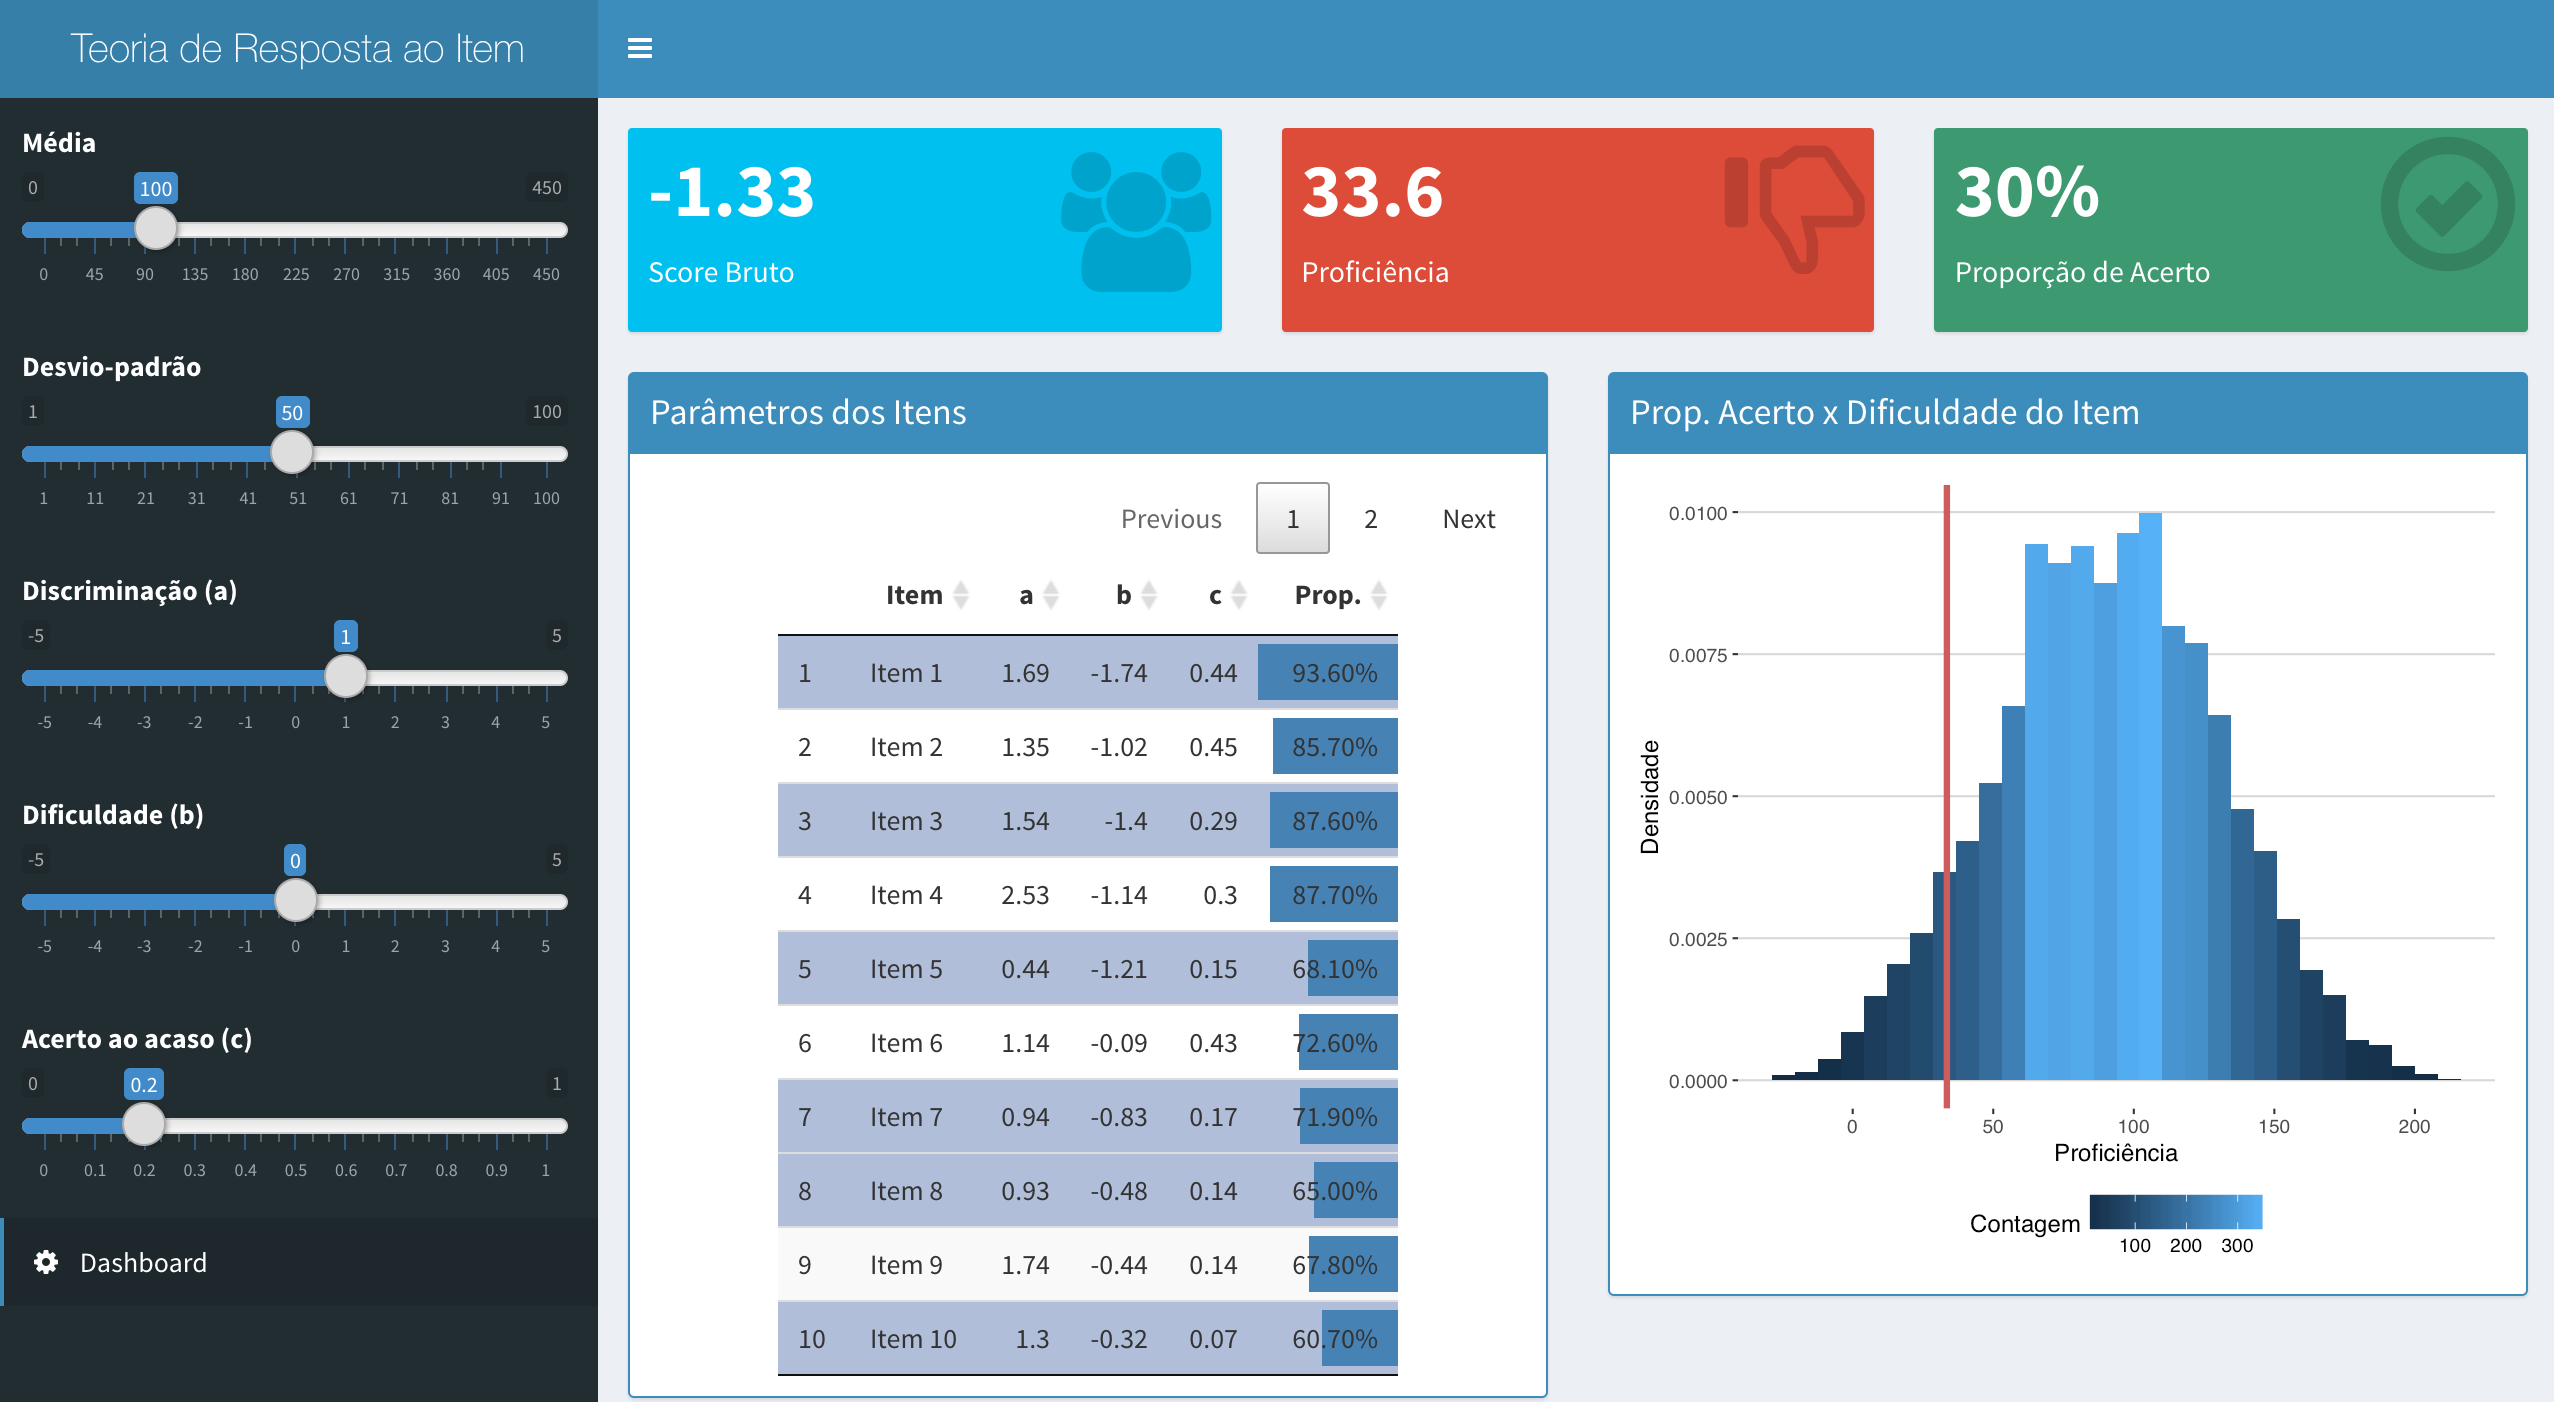 Teoria de Resposta ao Item
Média
0 100 450
0 45 90 135 180 225 270 315 360 405 450
Desvio-padrão
1 50 100
1 11 21 31 41 51 61 71 81 91 100
Discriminação (a)
-5 1 5
-5 -4 -3 -2 -1 0 1 2 3 4 5
Dificuldade (b)
-5 0 5
-5 -4 -3 -2 -1 0 1 2 3 4 5
Acerto ao acaso (c)
0 0.2 1
0 0.1 0.2 0.3 0.4 0.5 0.6 0.7 0.8 0.9 1
Dashboard
-1.33
Score Bruto
33.6
Proficiência
30%
Proporção de Acerto
Parâmetros dos Itens
Previous 1 2 Next
Item a b c Prop.
1 Item 1 1.69 -1.74 0.44 93.60%
2 Item 2 1.35 -1.02 0.45 85.70%
3 Item 3 1.54 -1.4 0.29 87.60%
4 Item 4 2.53 -1.14 0.3 87.70%
5 Item 5 0.44 -1.21 0.15 68.10%
6 Item 6 1.14 -0.09 0.43 72.60%
7 Item 7 0.94 -0.83 0.17 71.90%
8 Item 8 0.93 -0.48 0.14 65.00%
9 Item 9 1.74 -0.44 0.14 67.80%
10 Item 10 1.3 -0.32 0.07 60.70%
Prop. Acerto x Dificuldade do Item
Densidade
0.0100
0.0075
0.0050
0.0025
0.0000
0 50 100 150 200
Proficiência
Contagem
100 200 300